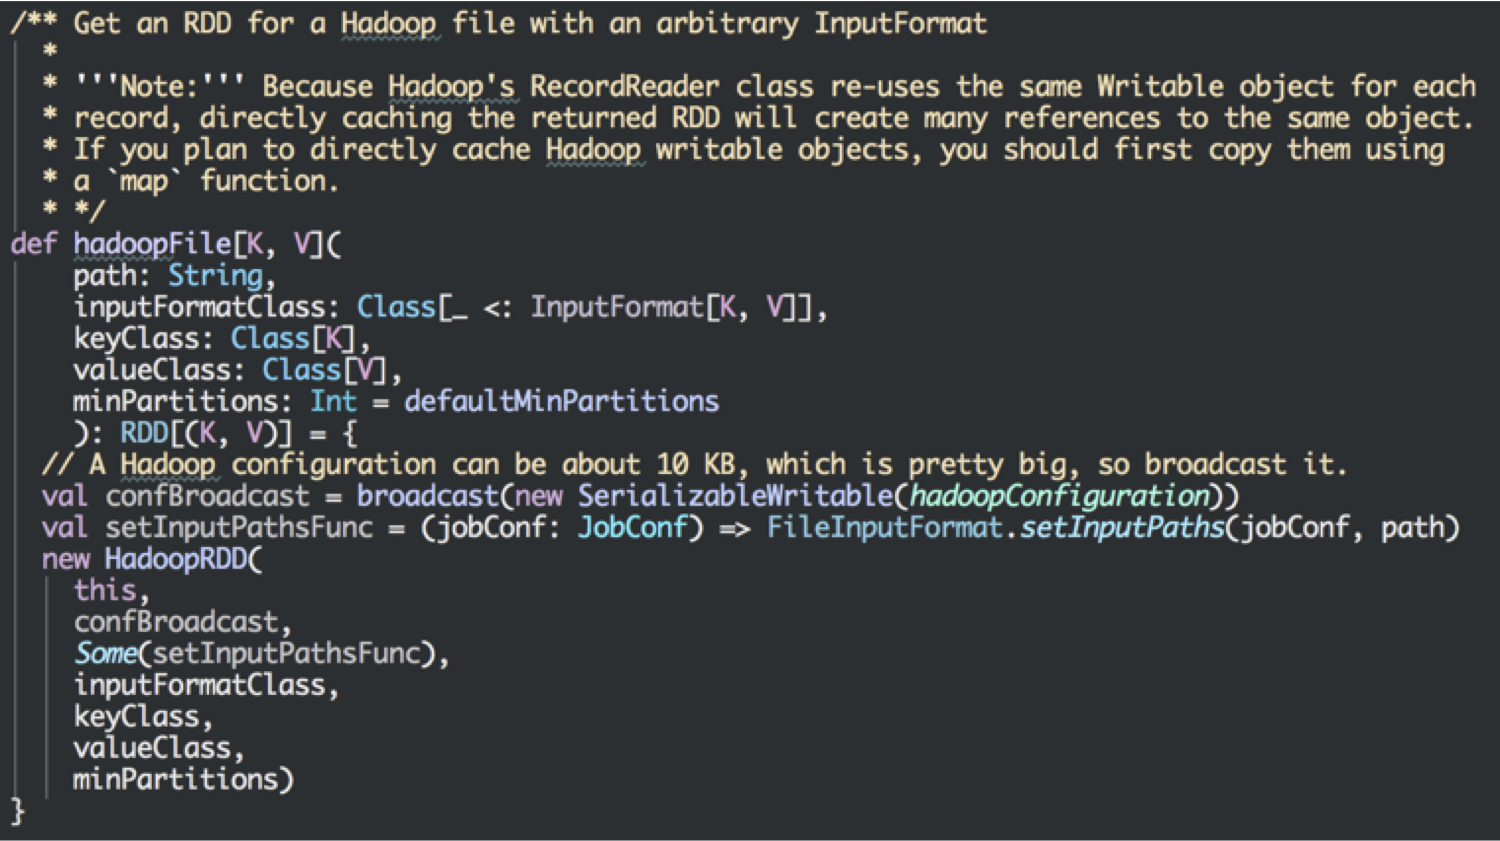 /** Get an RDD for a Hadoop file with an arbitrary InputFormat
*
* '''Note:''' Because Hadoop's RecordReader class re-uses the same Writable object for each
* record, directly caching the returned RDD will create many references to the same object.
* If you plan to directly cache Hadoop writable objects, you should first copy them using
* a `map` function.
* */
def hadoopFile[K, V](
path: String,
inputFormatClass: Class[_ <: InputFormat[K, V]],
keyClass: Class[K],
valueClass: Class[V],
minPartitions: Int = defaultMinPartitions
): RDD[(K, V)] = {
// A Hadoop configuration can be about 10 KB, which is pretty big, so broadcast it.
val confBroadcast = broadcast(new SerializableWritable(hadoopConfiguration))
val setInputPathsFunc = (jobConf: JobConf) => FileInputFormat.setInputPaths(jobConf, path)
new HadoopRDD(
this,
confBroadcast,
Some(setInputPathsFunc),
inputFormatClass,
keyClass,
valueClass,
minPartitions)
}